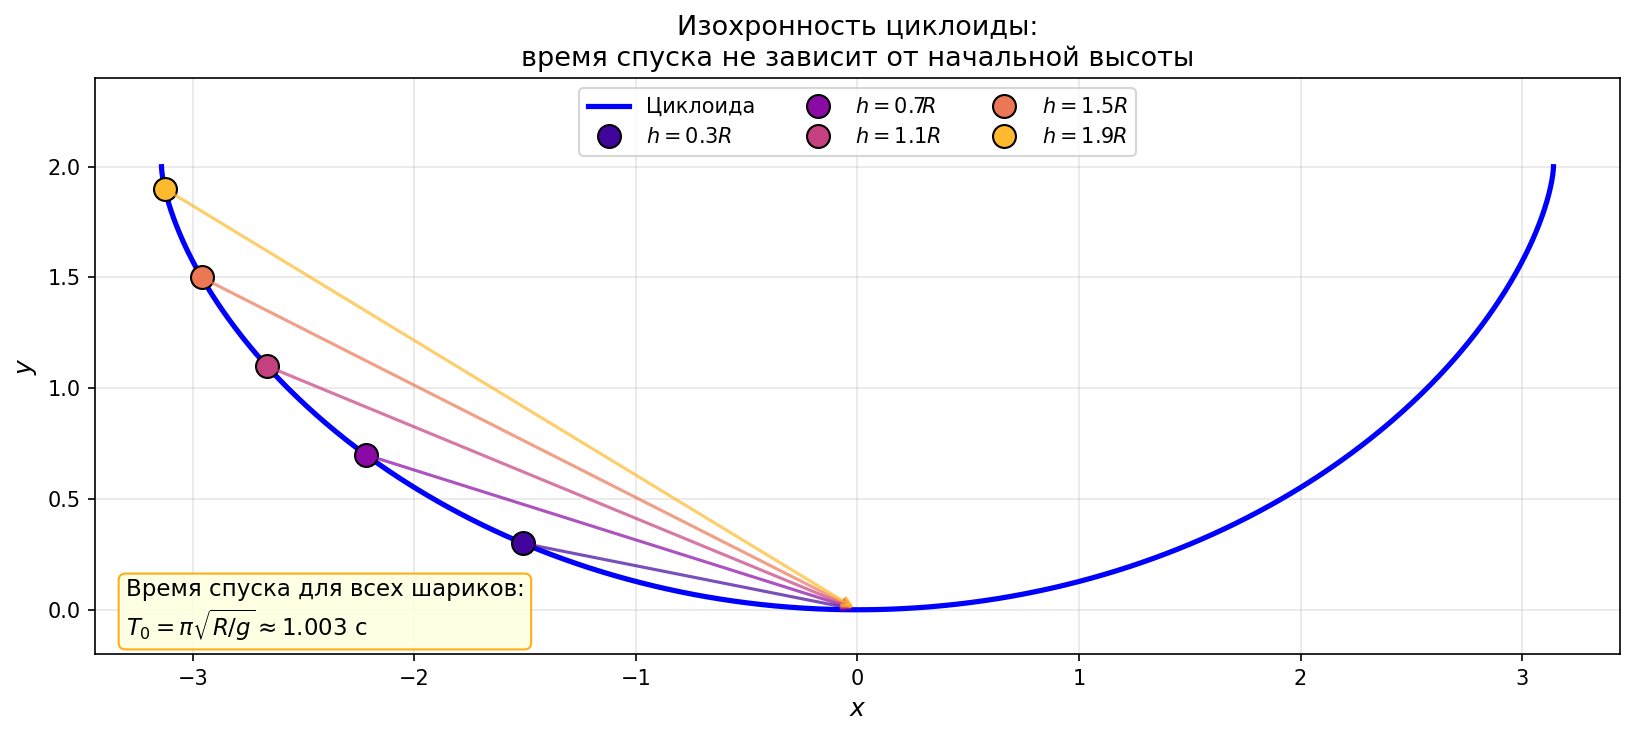 Изохронность циклоиды:
время спуска не зависит от начальной высоты
Циклоида
h = 0.3R
h = 0.7R
h = 1.1R
h = 1.5R
h = 1.9R
y
2.0
1.5
1.0
0.5
0.0
Время спуска для всех шариков:
T₀ = π√R/g ≈ 1.003 с
−3
−2
−1
0
1
2
3
x